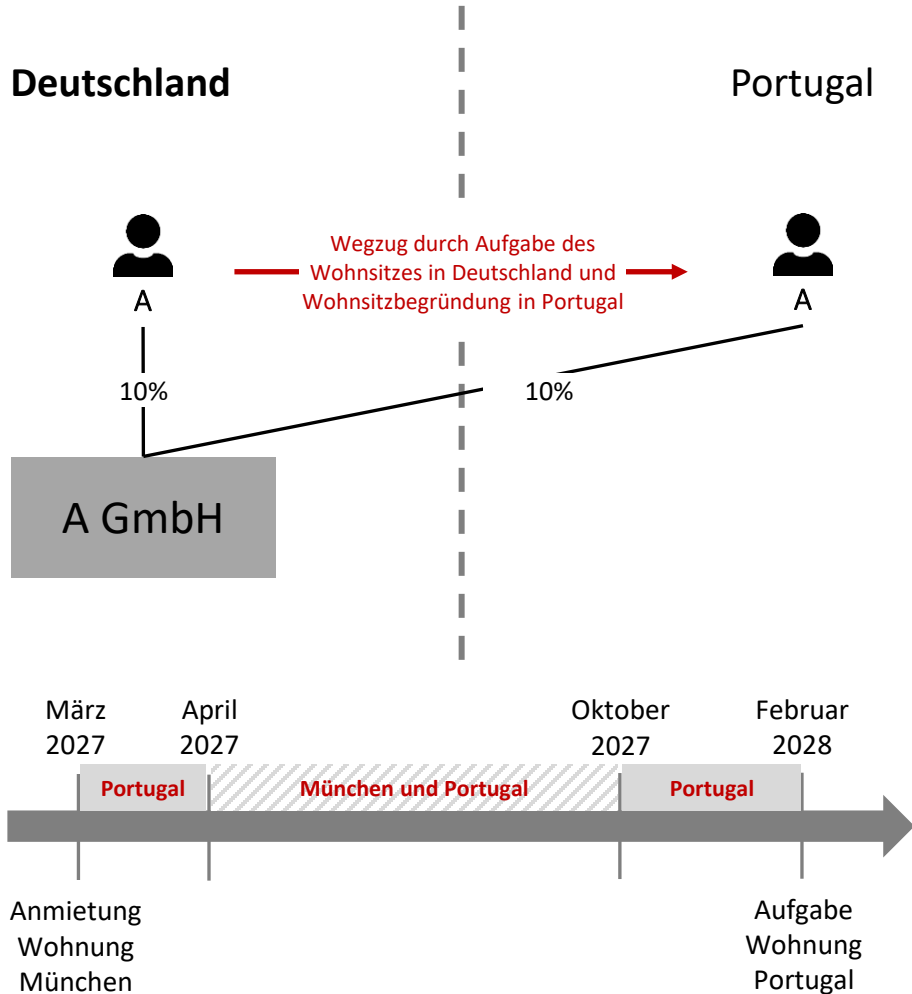 Deutschland
Portugal
Wegzug durch Aufgabe des
Wohnsitzes in Deutschland und
Wohnsitzbegründung in Portugal
A
A
10%
10%
A GmbH
März
2027
April
2027
Oktober
2027
Februar
2028
Portugal
München und Portugal
Portugal
Anmietung
Wohnung
München
Aufgabe
Wohnung
Portugal